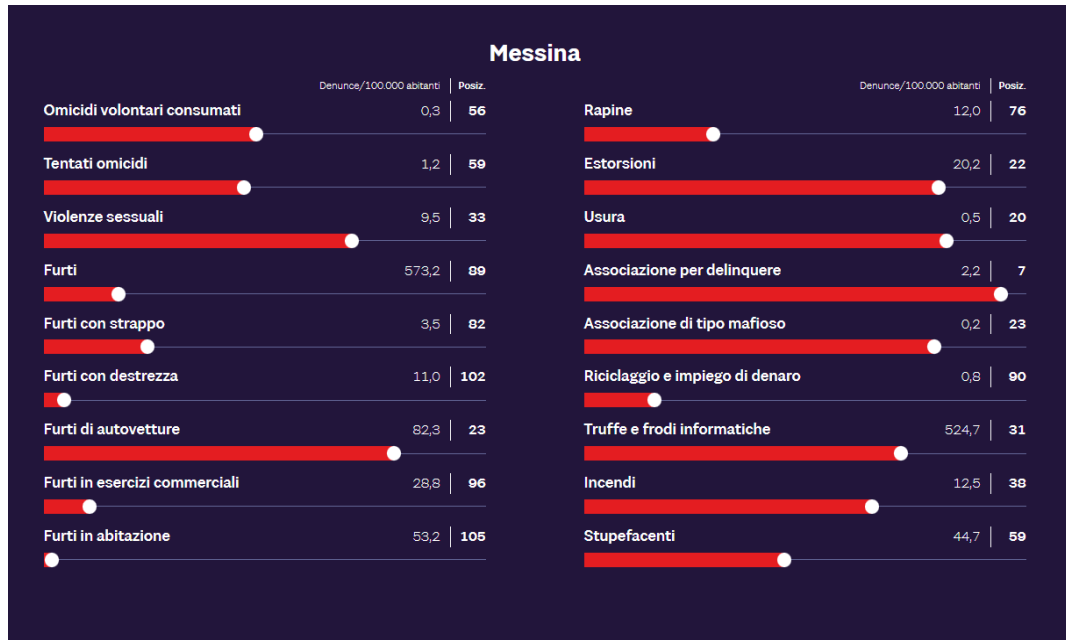 Messina
Denunce/100.000 abitanti Posiz.
Omicidi volontari consumati 0,3 56
Tentati omicidi 1,2 59
Violenze sessuali 9,5 33
Furti 573,2 89
Furti con strappo 3,5 82
Furti con destrezza 11,0 102
Furti di autovetture 82,3 23
Furti in esercizi commerciali 28,8 96
Furti in abitazione 53,2 105
Denunce/100.000 abitanti Posiz.
Rapine 12,0 76
Estorsioni 20,2 22
Usura 0,5 20
Associazione per delinquere 2,2 7
Associazione di tipo mafioso 0,2 23
Riciclaggio e impiego di denaro 0,8 90
Truffe e frodi informatiche 524,7 31
Incendi 12,5 38
Stupefacenti 44,7 59